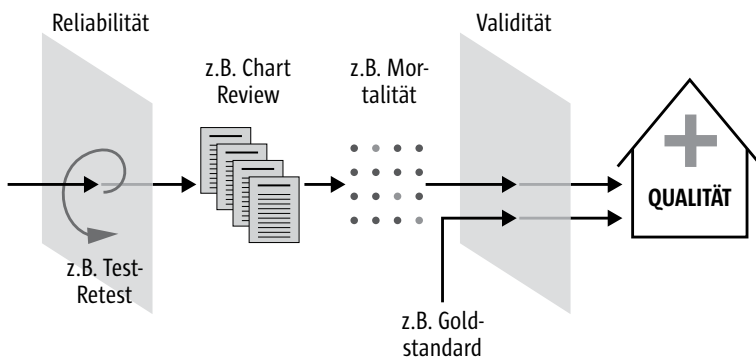 Reliabilität
Validität
z.B. Chart
Review
z.B. Mor-
talität
QUALITÄT
z.B. Test-
Retest
z.B. Gold-
standard